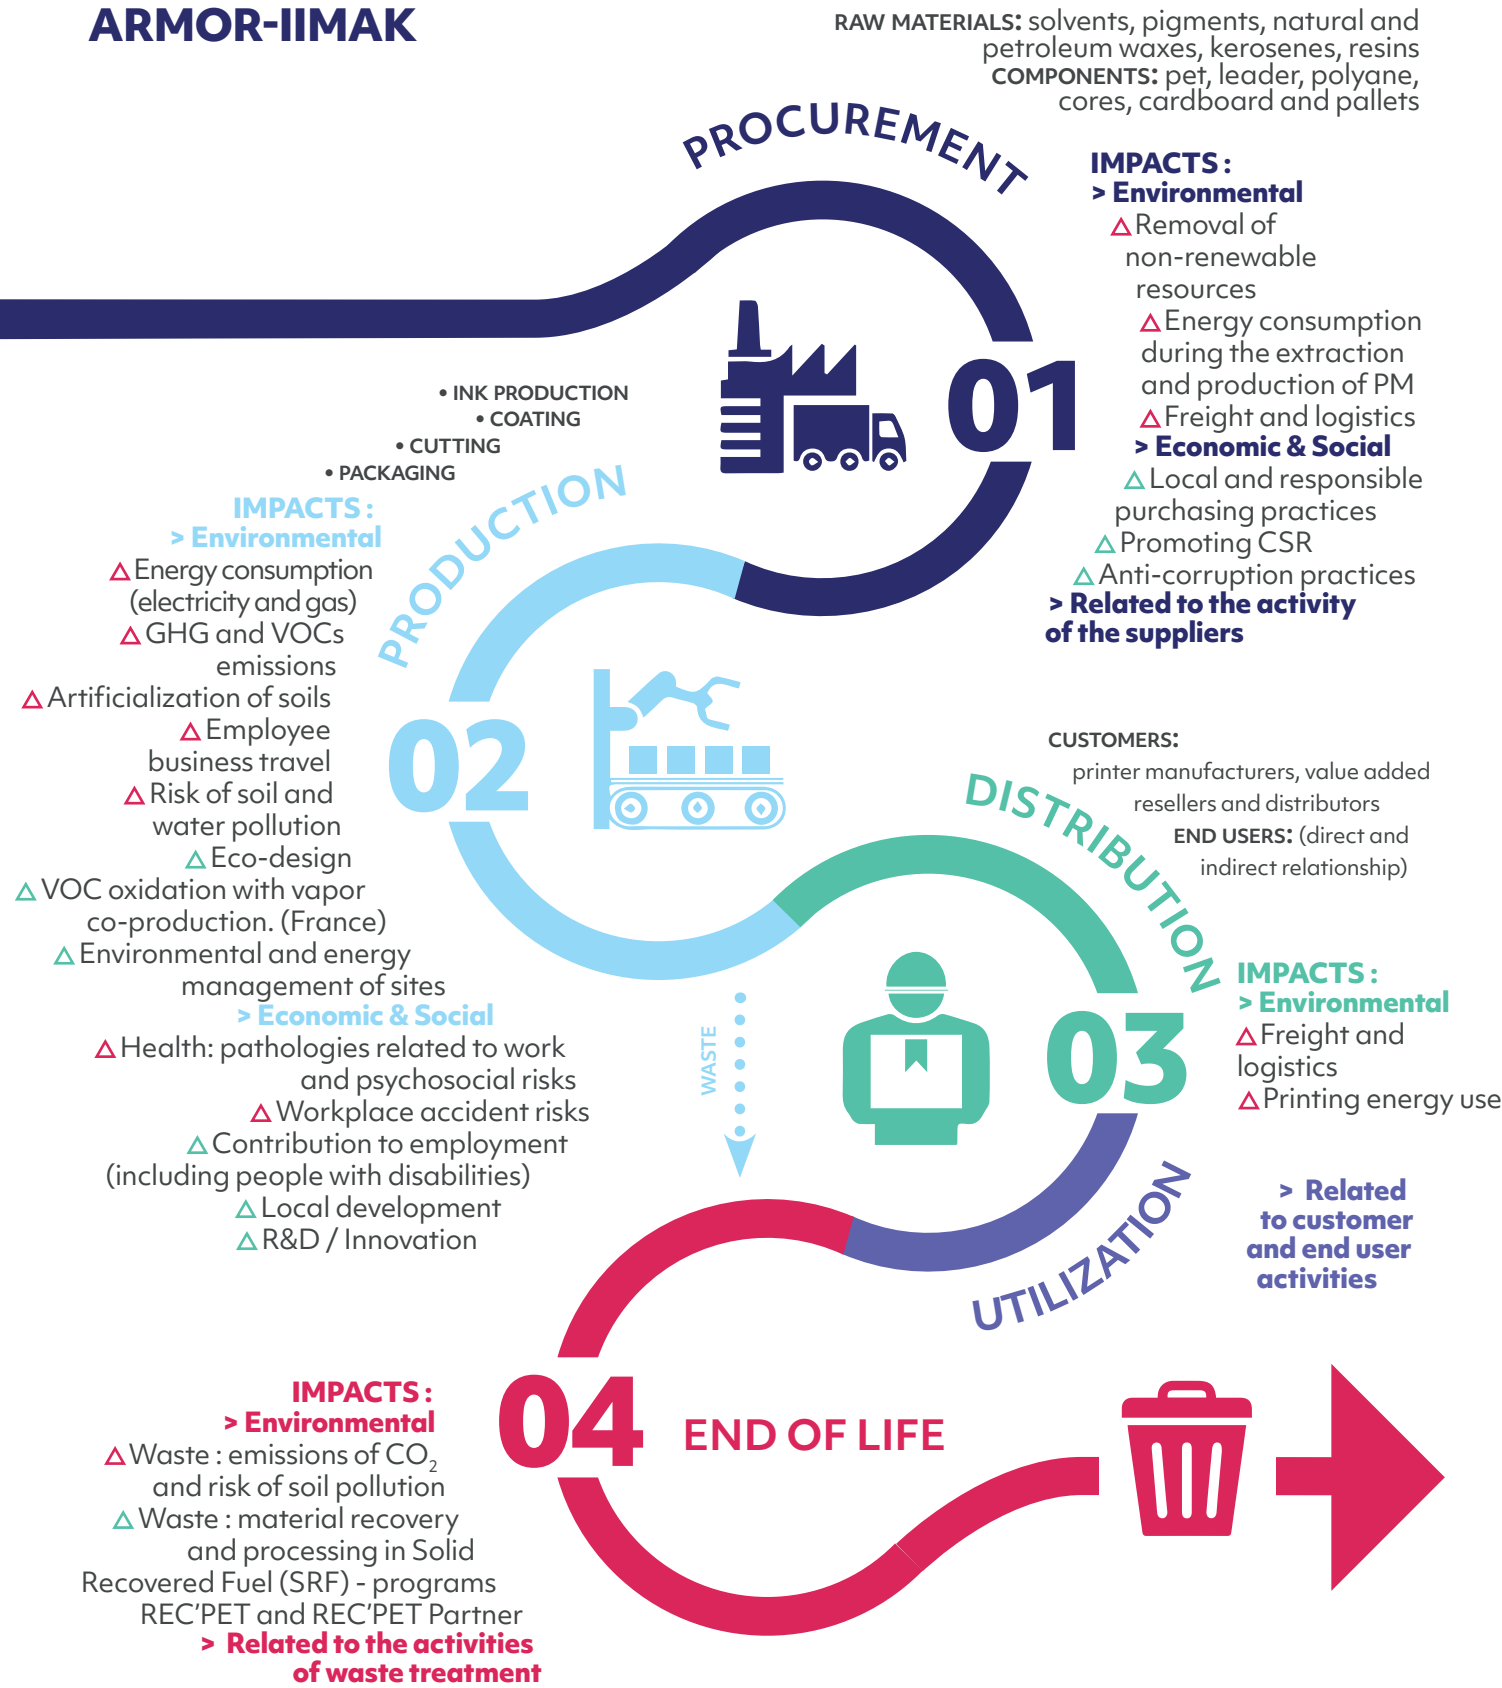 ARMOR-IIMAK
RAW MATERIALS: solvents, pigments, natural and
petroleum waxes, kerosenes, resins
COMPONENTS: pet, leader, polyane,
cores, cardboard and pallets
PROCUREMENT
01
IMPACTS :
> Environmental
Removal of
non-renewable
resources
Energy consumption
during the extraction
and production of PM
Freight and logistics
> Economic & Social
Local and responsible
purchasing practices
Promoting CSR
Anti-corruption practices
> Related to the activity
of the suppliers
• INK PRODUCTION
• COATING
• CUTTING
• PACKAGING
PRODUCTION
02
IMPACTS :
> Environmental
Energy consumption
(electricity and gas)
GHG and VOCs
emissions
Artificialization of soils
Employee
business travel
Risk of soil and
water pollution
Eco-design
VOC oxidation with vapor
co-production. (France)
Environmental and energy
management of sites
> Economic & Social
Health: pathologies related to work
and psychosocial risks
Workplace accident risks
Contribution to employment
(including people with disabilities)
Local development
R&D / Innovation
WASTE
CUSTOMERS:
printer manufacturers, value added
resellers and distributors
END USERS: (direct and
indirect relationship)
DISTRIBUTION
03
IMPACTS :
> Environmental
Freight and
logistics
Printing energy use
UTILIZATION
> Related
to customer
and end user
activities
04
END OF LIFE
IMPACTS :
> Environmental
Waste : emissions of CO₂
and risk of soil pollution
Waste : material recovery
and processing in Solid
Recovered Fuel (SRF) - programs
REC’PET and REC’PET Partner
> Related to the activities
of waste treatment